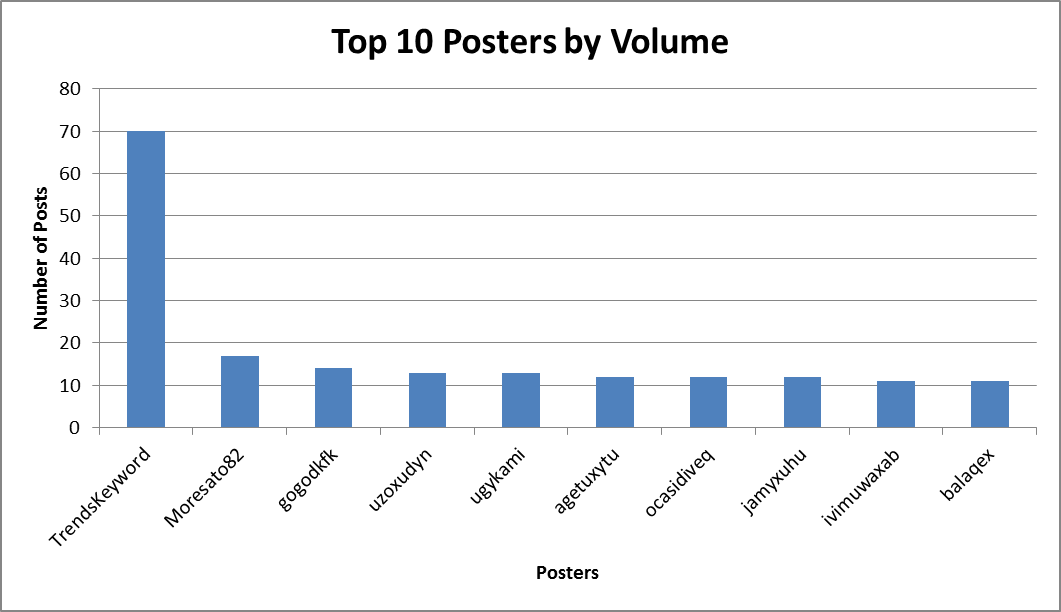 Top 10 Posters by Volume
80
70
60
50
40
30
20
10
0
Number of Posts
TrendsKeyword
Moresato82
gogodkfk
uzoxudyn
ugykami
agetuxytu
ocasidiveq
jamyxuhu
ivimuwaxab
balaqex
Posters